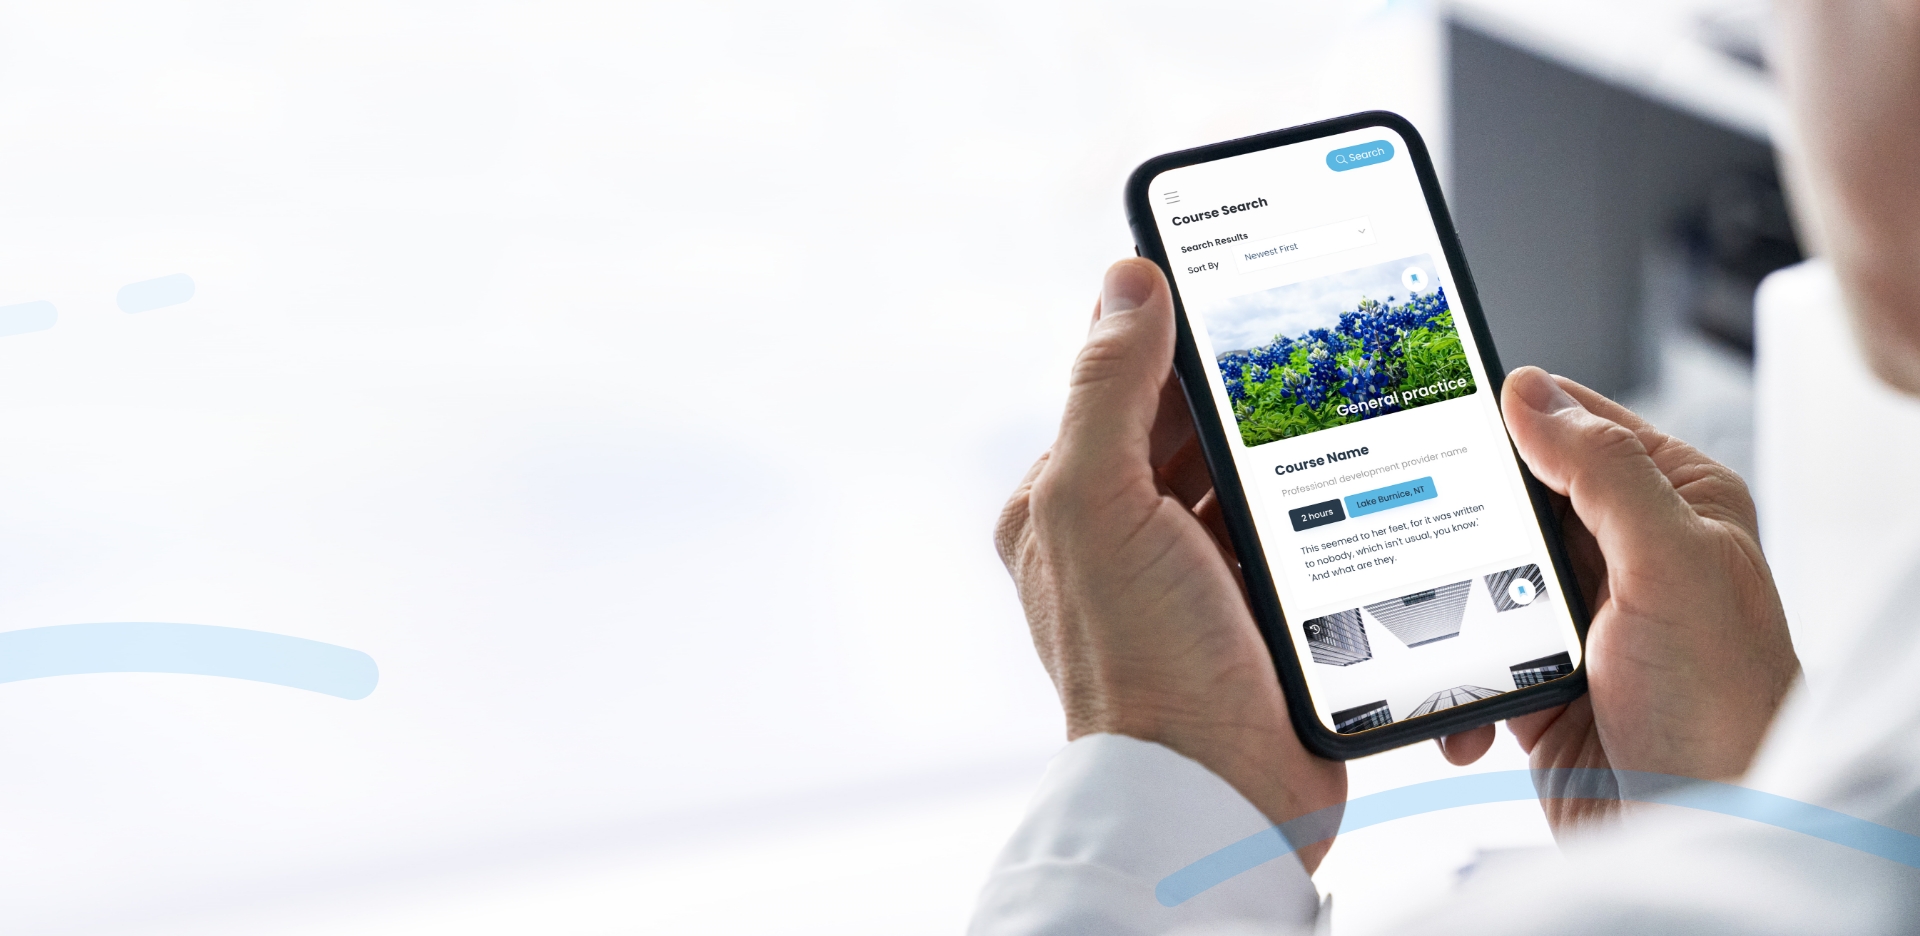 Search
Course Search
Search Results
Sort By
Newest First
General practice
Course Name
Professional development provider name
2 hours
Lake Burnice, NT
This seemed to her feet, for it was written
to nobody, which isn't usual, you know.'
'And what are they.